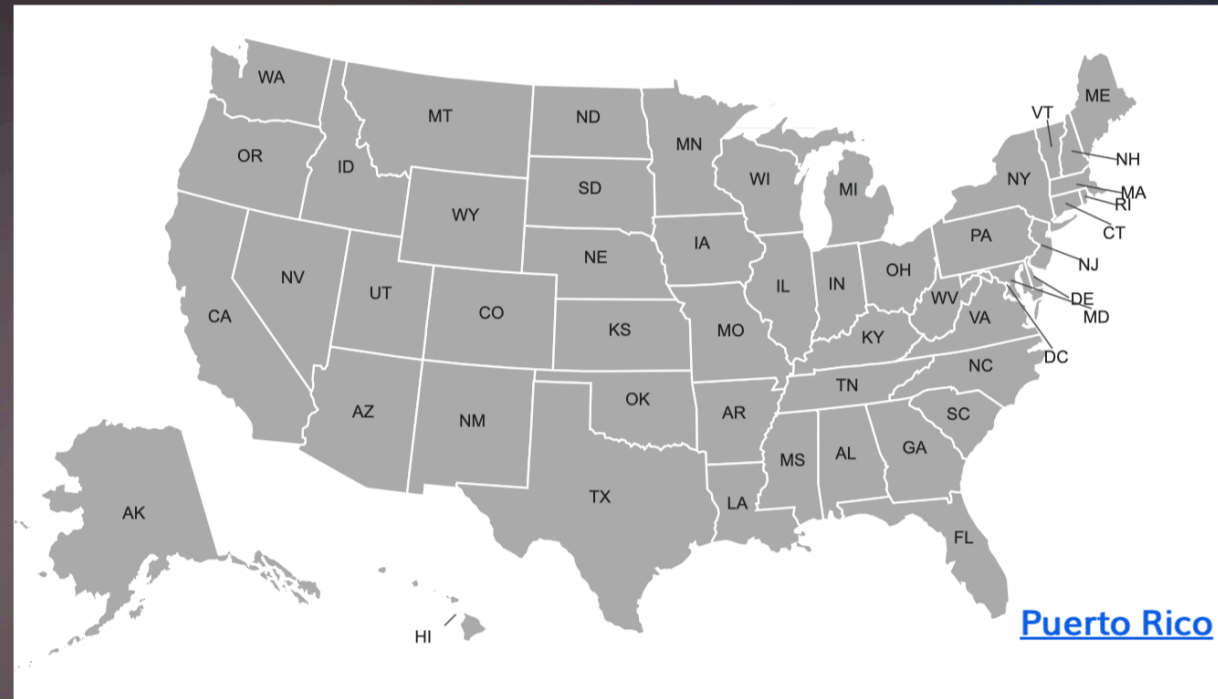 WA
MT
ND
MN
ME
VT
OR
ID
SD
WI
MI
NY
NH
MA
RI
CT
WY
IA
PA
NJ
NV
UT
CO
NE
IL
IN
OH
WV
DE
MD
CA
KS
MO
KY
VA
DC
AZ
NM
OK
AR
TN
NC
SC
TX
LA
MS
AL
GA
AK
FL
HI
Puerto Rico